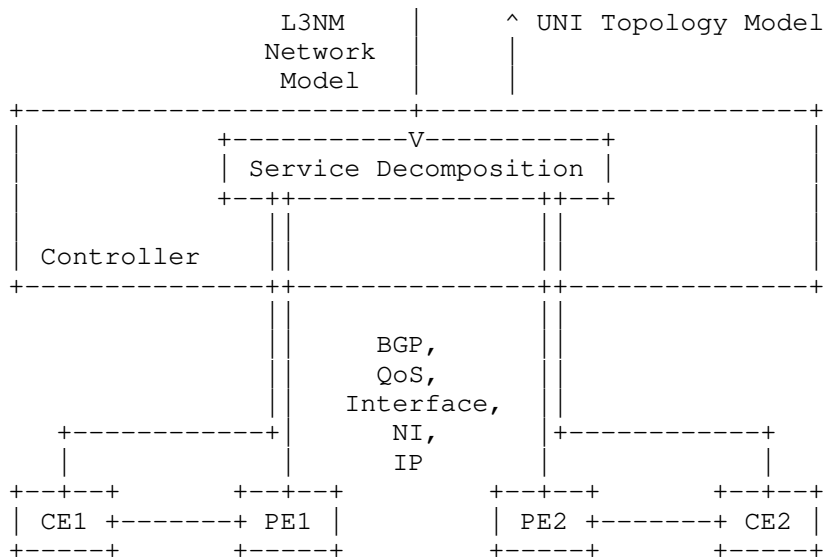 L3NM ^ UNI Topology Model
Network
Model
V
Service Decomposition
Controller
BGP,
QoS,
Interface,
NI,
IP
CE1 PE1 PE2 CE2